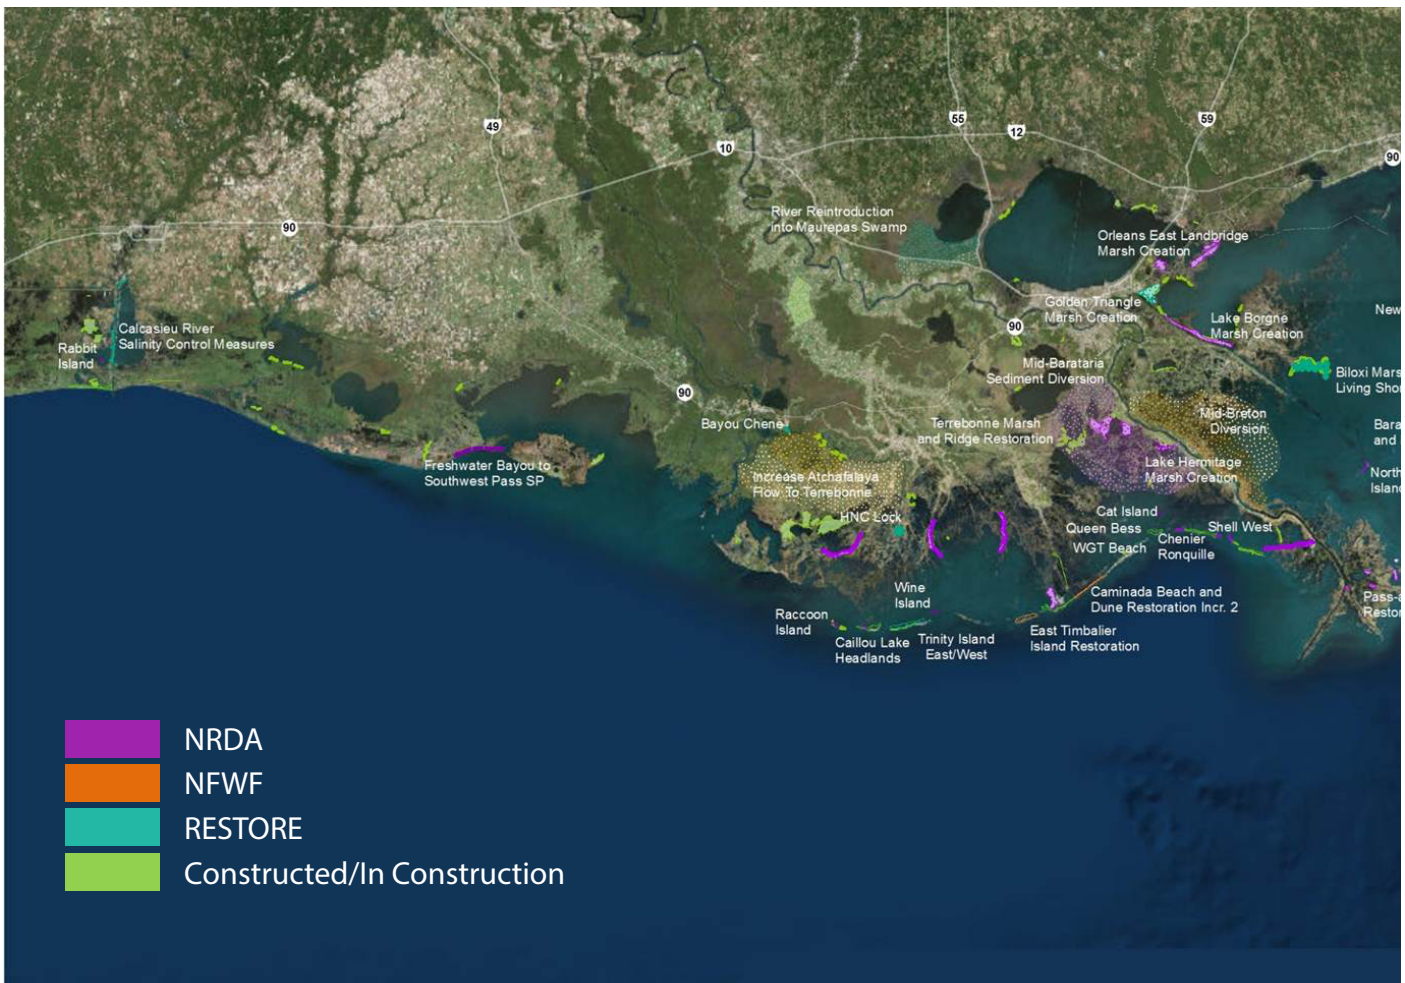 49
55
12
59
10
90
90
River Reintroduction
into Maurepas Swamp
Orleans East Landbridge
Marsh Creation
Golden Triangle
Marsh Creation
90
Lake Borgne
Marsh Creation
New
Calcasieu River
Salinity Control Measures
Rabbit
Island
Mid-Barataria
Sediment Diversion
Biloxi Mars
Living Shor
90
Bayou Chene
Terrebonne Marsh
and Ridge Restoration
Mid-Breton
Diversion
Bara
and
Freshwater Bayou to
Southwest Pass SP
Increase Atchafalaya
Flow To Terrebonne
Lake Hermitage
Marsh Creation
North
Island
HNC Lock
Cat Island
Queen Bess
WGT Beach
Chenier
Ronquille
Shell West
Wine
Island
Caminada Beach and
Dune Restoration Incr. 2
Pass-a
Restor
Raccoon
Island
Caillou Lake
Headlands
Trinity Island
East/West
East Timbalier
Island Restoration
NRDA
NFWF
RESTORE
Constructed/In Construction